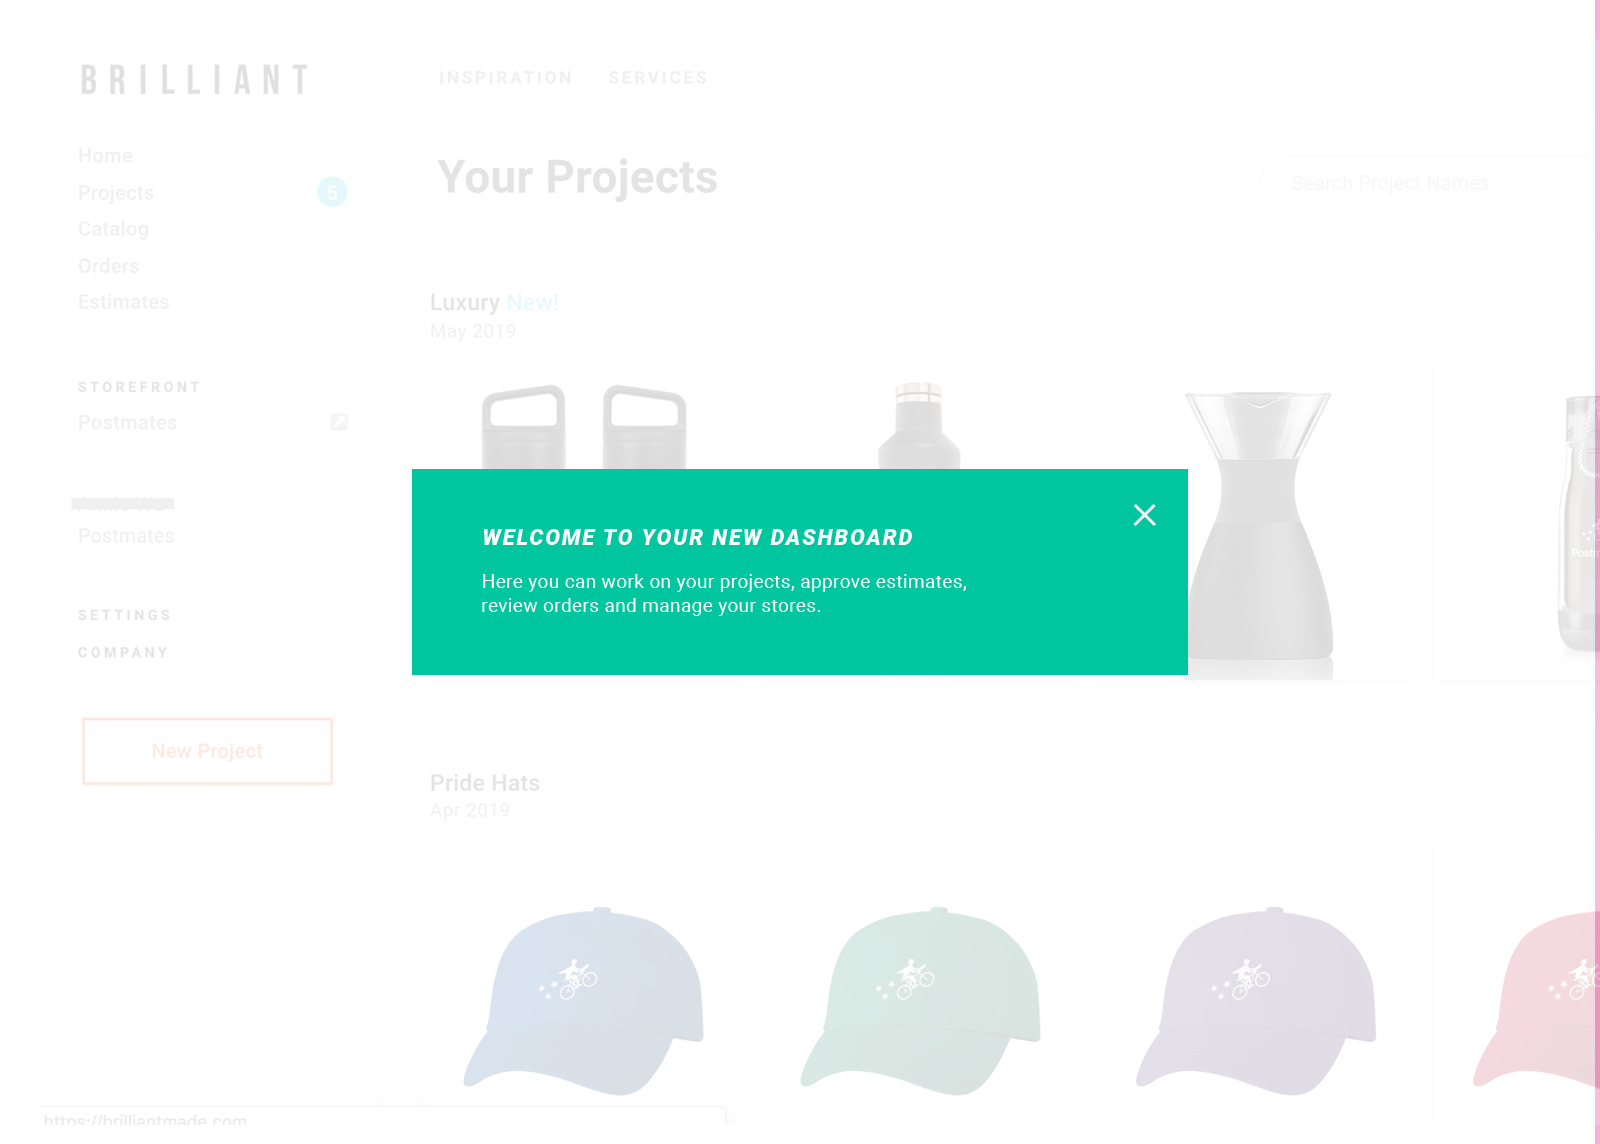 BRILLIANT
INSPIRATION SERVICES
Home
Projects 5
Catalog
Orders
Estimates
STOREFRONT
Postmates
Postmates
SETTINGS
COMPANY
New Project
Your Projects
Search Project Names
Luxury New!
May 2019
WELCOME TO YOUR NEW DASHBOARD
Here you can work on your projects, approve estimates,
review orders and manage your stores.
Pride Hats
Apr 2019
https://brilliantmade.com